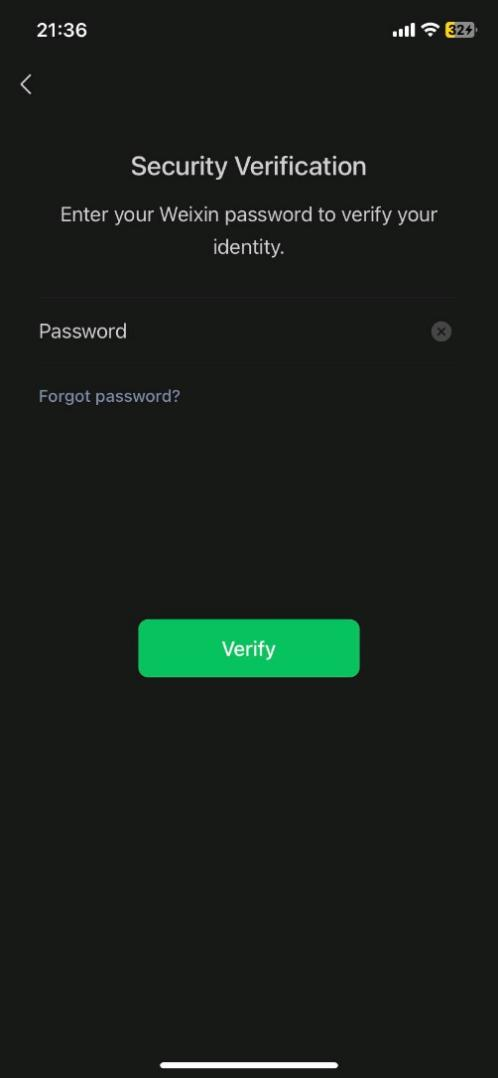 21:36
32
Security Verification
Enter your Weixin password to verify your
identity.
Password
Forgot password?
Verify